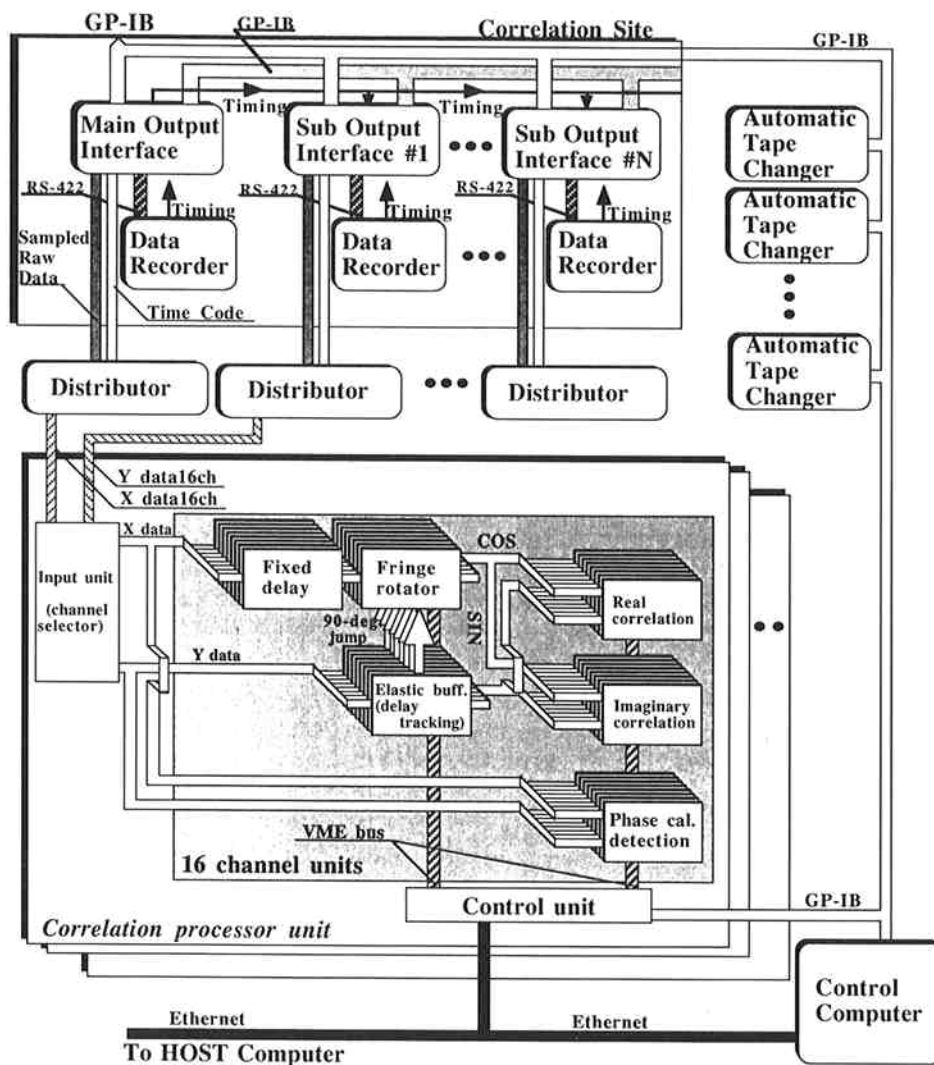 GP-IB
GP-IB
Correlation Site
GP-IB
Timing
Timing
Main Output
Interface
Sub Output
Interface #1
Sub Output
Interface #N
Automatic
Tape
Changer
RS-422
Timing
RS-422
Timing
RS-422
Timing
Automatic
Tape
Changer
Sampled
Raw
Data
Data
Recorder
Data
Recorder
Data
Recorder
Time Code
Automatic
Tape
Changer
Distributor
Distributor
Distributor
Y data16ch
X data16ch
X data
Input unit
(channel
selector)
Fixed
delay
Fringe
rotator
COS
SIN
Real
correlation
90-deg.
jump
Y data
Elastic buff.
(delay
tracking)
Imaginary
correlation
Phase cal.
detection
VME bus
16 channel units
Control unit
GP-IB
Correlation processor unit
Control
Computer
Ethernet
Ethernet
To HOST Computer